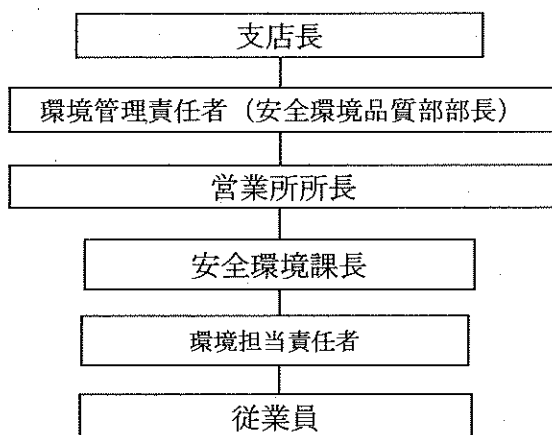 支店長
環境管理責任者（安全環境品質部部長）
営業所所長
安全環境課長
環境担当責任者
従業員